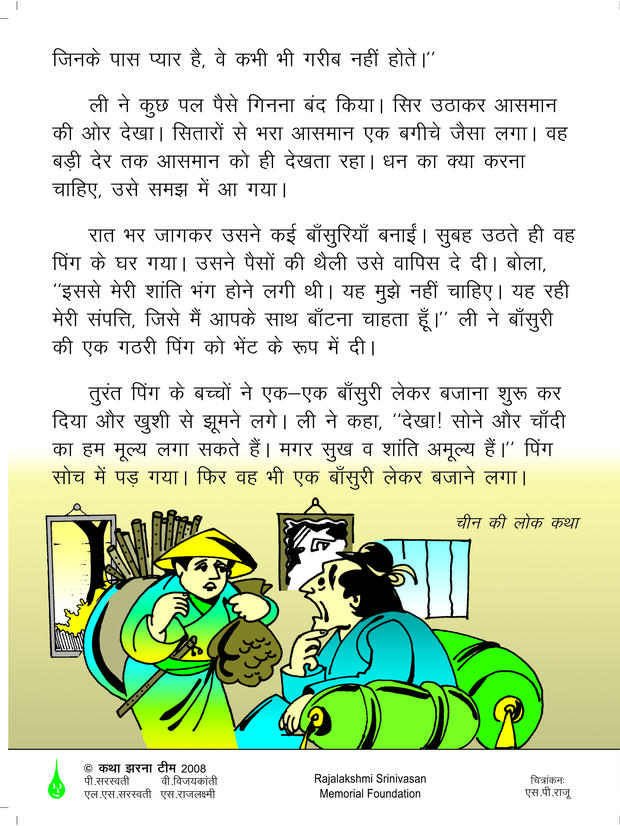 जिनके पास प्यार है, वे कभी भी गरीब नहीं होते।”
ली ने कुछ पल पैसे गिनना बंद किया। सिर उठाकर आसमान
की ओर देखा। सितारों से भरा आसमान एक बगीचे जैसा लगा। वह
बड़ी देर तक आसमान को ही देखता रहा। धन का क्या करना
चाहिए, उसे समझ में आ गया।
रात भर जागकर उसने कई बाँसुरियाँ बनाईं। सुबह उठते ही वह
पिंग के घर गया। उसने पैसों की थैली उसे वापिस दे दी। बोला,
“इससे मेरी शांति भंग होने लगी थी। यह मुझे नहीं चाहिए। यह रही
मेरी संपत्ति, जिसे मैं आपके साथ बाँटना चाहता हूँ।” ली ने बाँसुरी
की एक गठरी पिंग को भेंट के रूप में दी।
तुरंत पिंग के बच्चों ने एक–एक बाँसुरी लेकर बजाना शुरू कर
दिया और खुशी से झूमने लगे। ली ने कहा, “देखा! सोने और चाँदी
का हम मूल्य लगा सकते हैं। मगर सुख व शांति अमूल्य हैं।” पिंग
सोच में पड़ गया। फिर वह भी एक बाँसुरी लेकर बजाने लगा।
चीन की लोक कथा
© कथा झरना टीम 2008
पी.सरस्वती वी.विजयकांती
एल.एस.सरस्वती एस.राजलक्ष्मी
Rajalakshmi Srinivasan
Memorial Foundation
चित्रांकनः
एस.पी.राजू